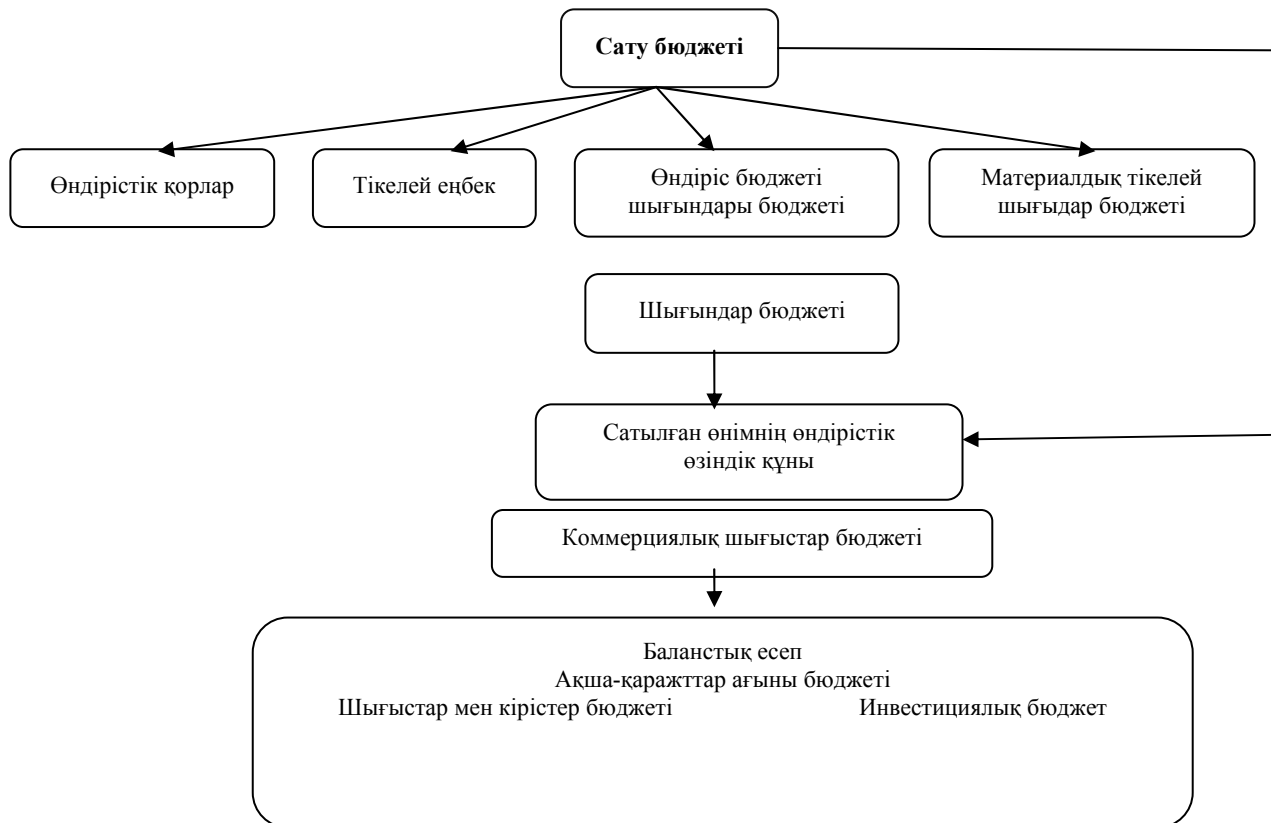 Сату бюджеті
Өндірістік қорлар
Тікелей еңбек
Өндіріс бюджеті
шығындары бюджеті
Материалдық тікелей
шығыдар бюджеті
Шығындар бюджеті
Сатылған өнімнің өндірістік
өзіндік құны
Коммерциялық шығыстар бюджеті
Баланстық есеп
Ақша-қаражттар ағыны бюджеті
Шығыстар мен кірістер бюджеті Инвестициялық бюджет